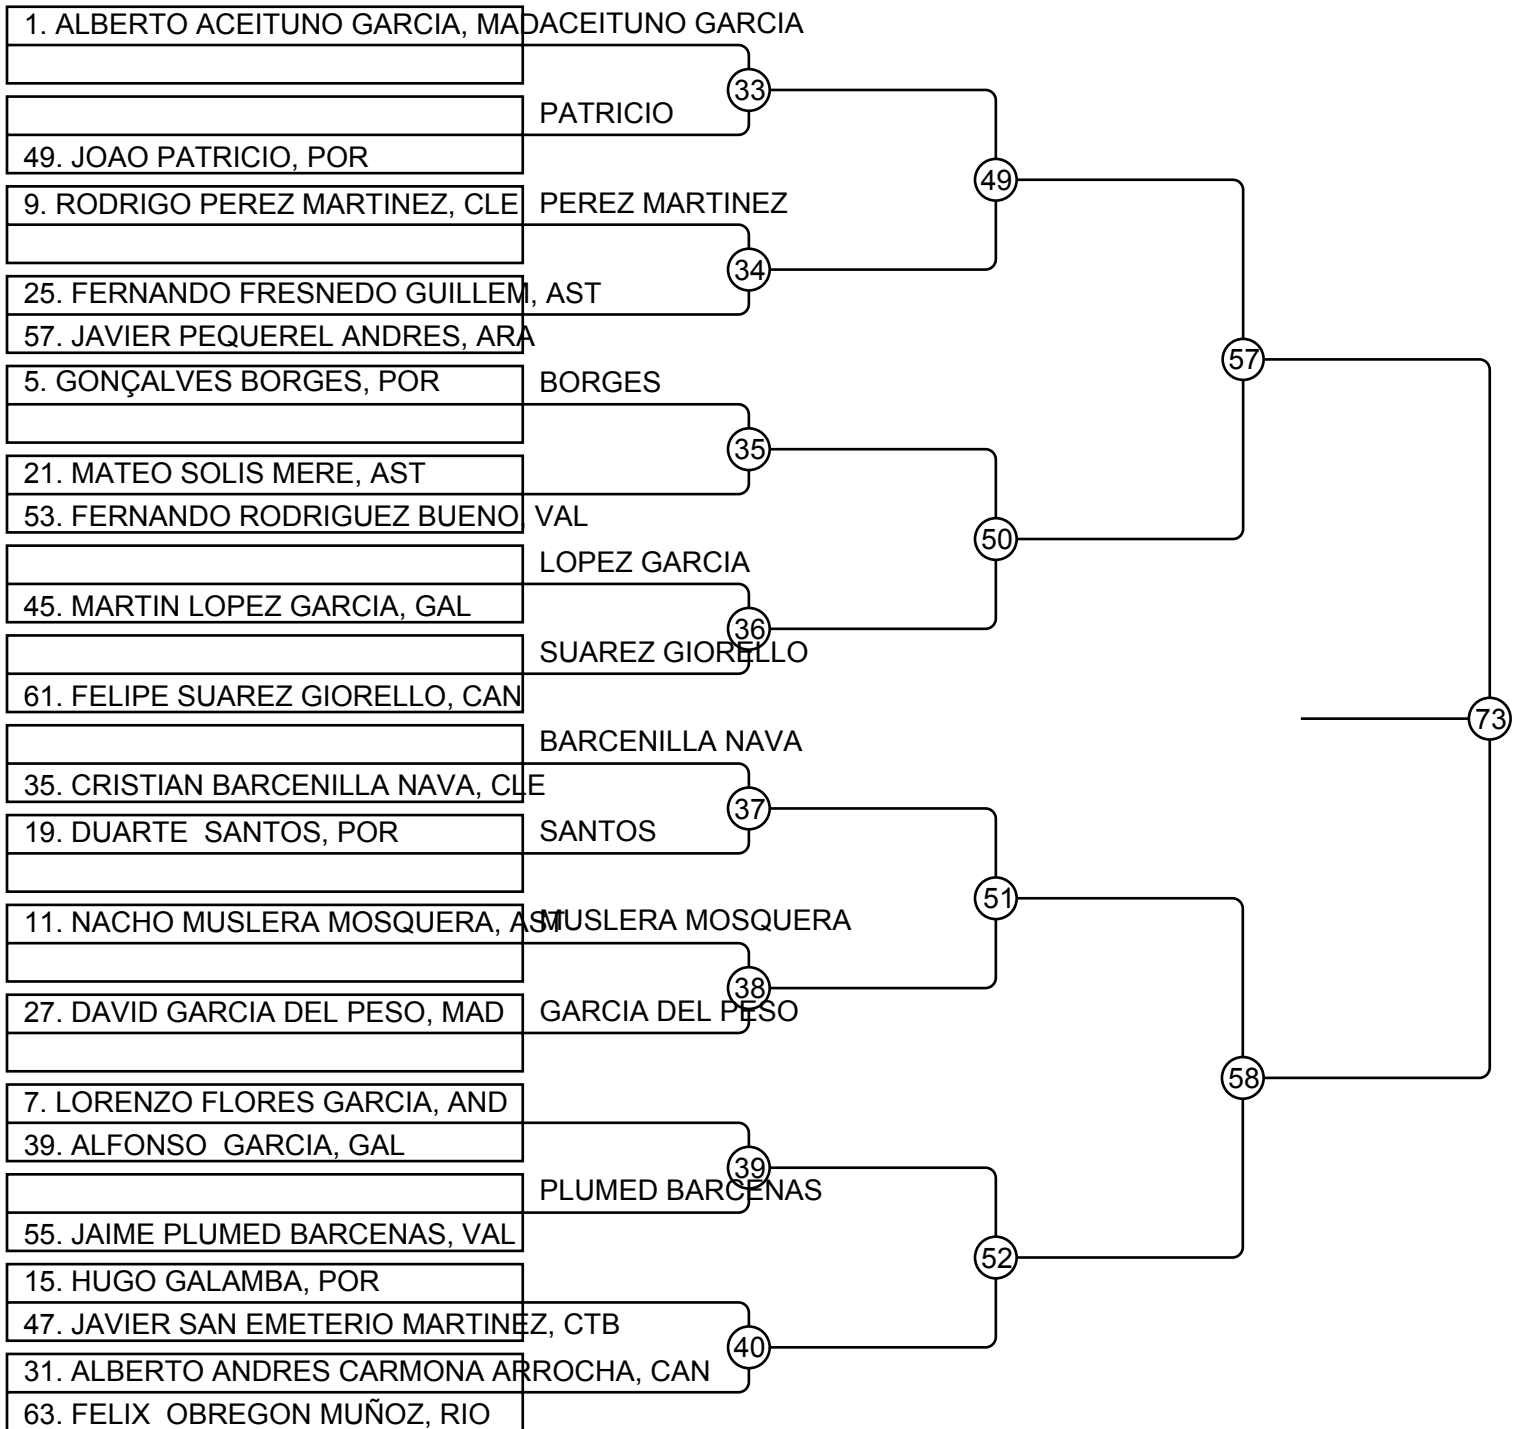 1. ALBERTO ACEITUNO GARCIA, MAD
ACEITUNO GARCIA
33
PATRICIO
49. JOAO PATRICIO, POR
49
9. RODRIGO PEREZ MARTINEZ, CLE
PEREZ MARTINEZ
34
25. FERNANDO FRESNEDO GUILLEM, AST
57. JAVIER PEQUEREL ANDRES, ARA
57
5. GONÇALVES BORGES, POR
BORGES
35
21. MATEO SOLIS MERE, AST
53. FERNANDO RODRIGUEZ BUENO, VAL
50
LOPEZ GARCIA
45. MARTIN LOPEZ GARCIA, GAL
36
SUAREZ GIORELLO
61. FELIPE SUAREZ GIORELLO, CAN
73
BARCENILLA NAVA
35. CRISTIAN BARCENILLA NAVA, CLE
37
19. DUARTE  SANTOS, POR
SANTOS
51
11. NACHO MUSLERA MOSQUERA, AST
MUSLERA MOSQUERA
38
27. DAVID GARCIA DEL PESO, MAD
GARCIA DEL PESO
58
7. LORENZO FLORES GARCIA, AND
39. ALFONSO  GARCIA, GAL
39
PLUMED BARCENAS
55. JAIME PLUMED BARCENAS, VAL
52
15. HUGO GALAMBA, POR
47. JAVIER SAN EMETERIO MARTINEZ, CTB
40
31. ALBERTO ANDRES CARMONA ARROCHA, CAN
63. FELIX  OBREGON MUÑOZ, RIO